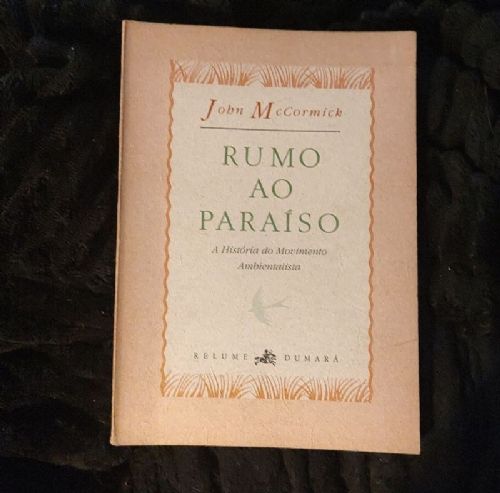 John McCormick
RUMO
AO
PARAÍSO
A História do Movimento
Ambientalista
RELUME DUMARÁ